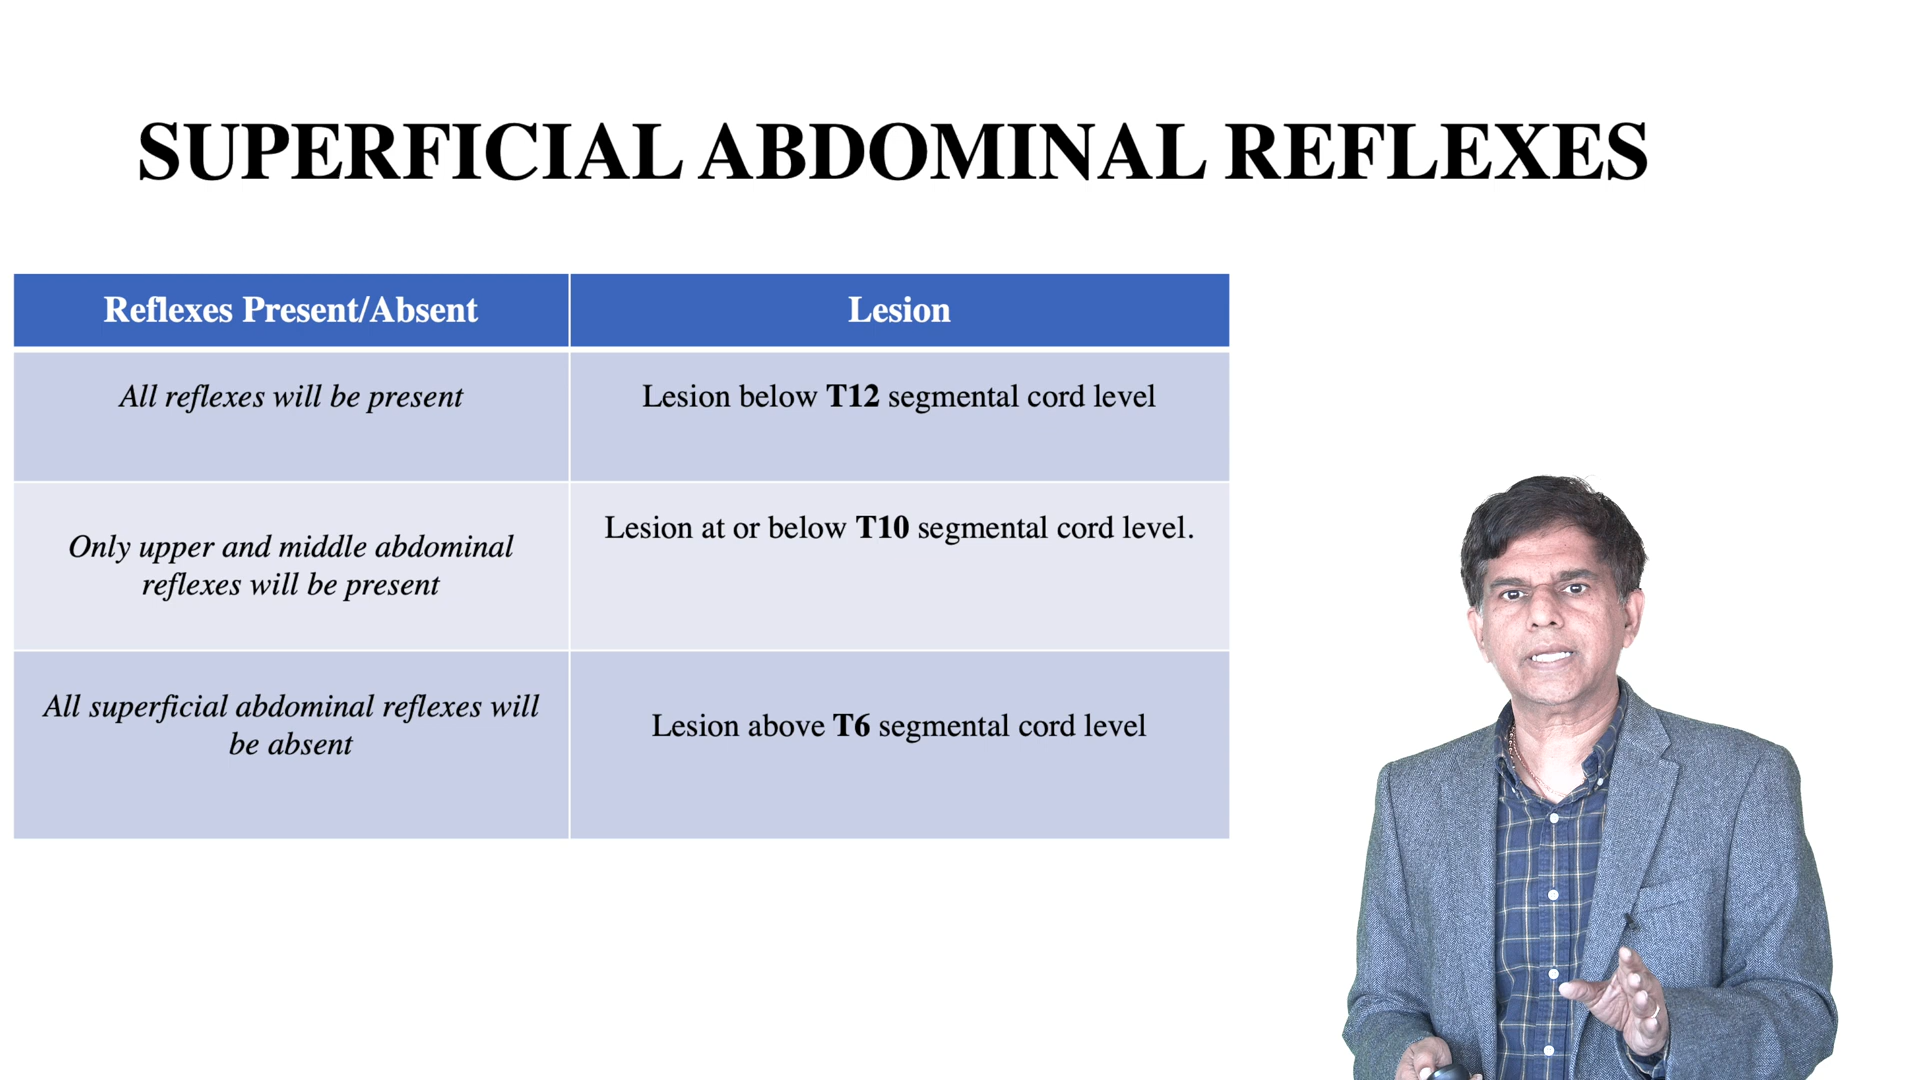 SUPERFICIAL ABDOMINAL REFLEXES
Reflexes Present/Absent
Lesion
All reflexes will be present
Lesion below T12 segmental cord level
Only upper and middle abdominal
reflexes will be present
Lesion at or below T10 segmental cord level.
All superficial abdominal reflexes will
be absent
Lesion above T6 segmental cord level